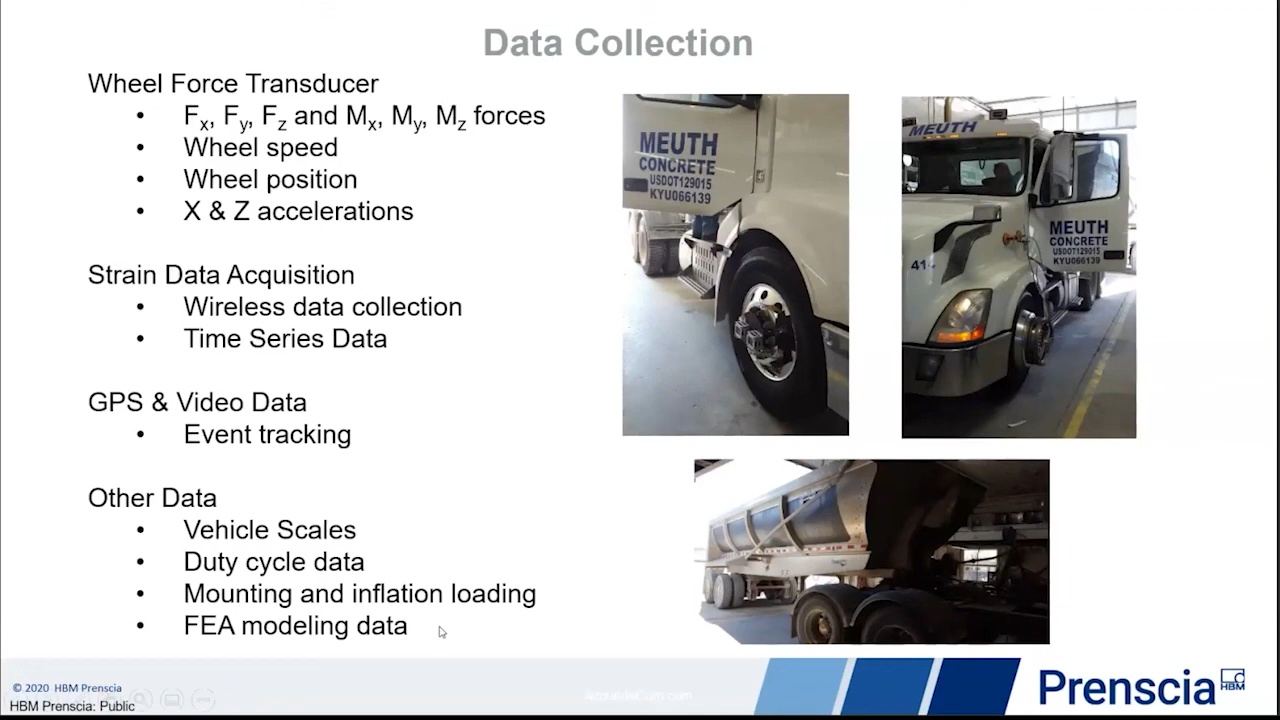 Data Collection
Wheel Force Transducer
• Fx, Fy, Fz and Mx, My, Mz forces
• Wheel speed
• Wheel position
• X & Z accelerations
Strain Data Acquisition
• Wireless data collection
• Time Series Data
GPS & Video Data
• Event tracking
Other Data
• Vehicle Scales
• Duty cycle data
• Mounting and inflation loading
• FEA modeling data
MEUTH
CONCRETE
USDOT129015
KYU066139
MEUTH
MEUTH
CONCRETE
USDOT129015
KYU066139
414
© 2020 HBM Prenscia
HBM Prenscia: Public
Prenscia
HBM